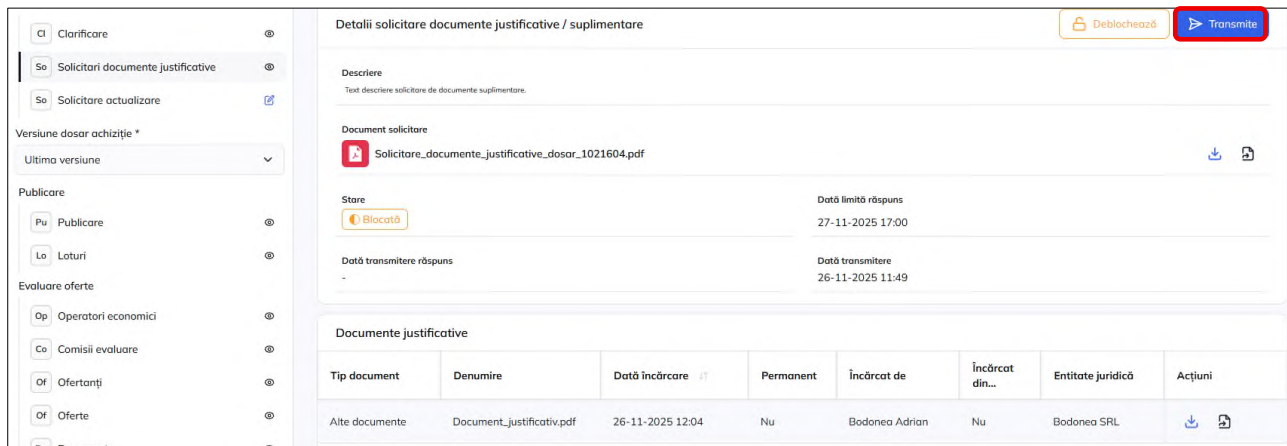 Cl Clarificare
So Solicitari documente justificative
So Solicitare actualizare
Versiune dosar achiziție *
Ultima versiune
Publicare
Pu Publicare
Lo Loturi
Evaluare oferte
Op Operatori economici
Co Comisii evaluare
Of Ofertanți
Of Oferte
Detalii solicitare documente justificative / suplimentare
Deblochează
Transmite
Descriere
Text descriere solicitare de documente suplimentare.
Document solicitare
Solicitare_documente_justificative_dosar_1021604.pdf
Stare
Blocată
Dată limită răspuns
27-11-2025 17:00
Dată transmitere răspuns
-
Dată transmitere
26-11-2025 11:49
Documente justificative
Tip document Denumire Dată încărcare Permanent Încărcat de Încărcat din... Entitate juridică Acțiuni
Alte documente Document_justificativ.pdf 26-11-2025 12:04 Nu Bodonea Adrian Nu Bodonea SRL